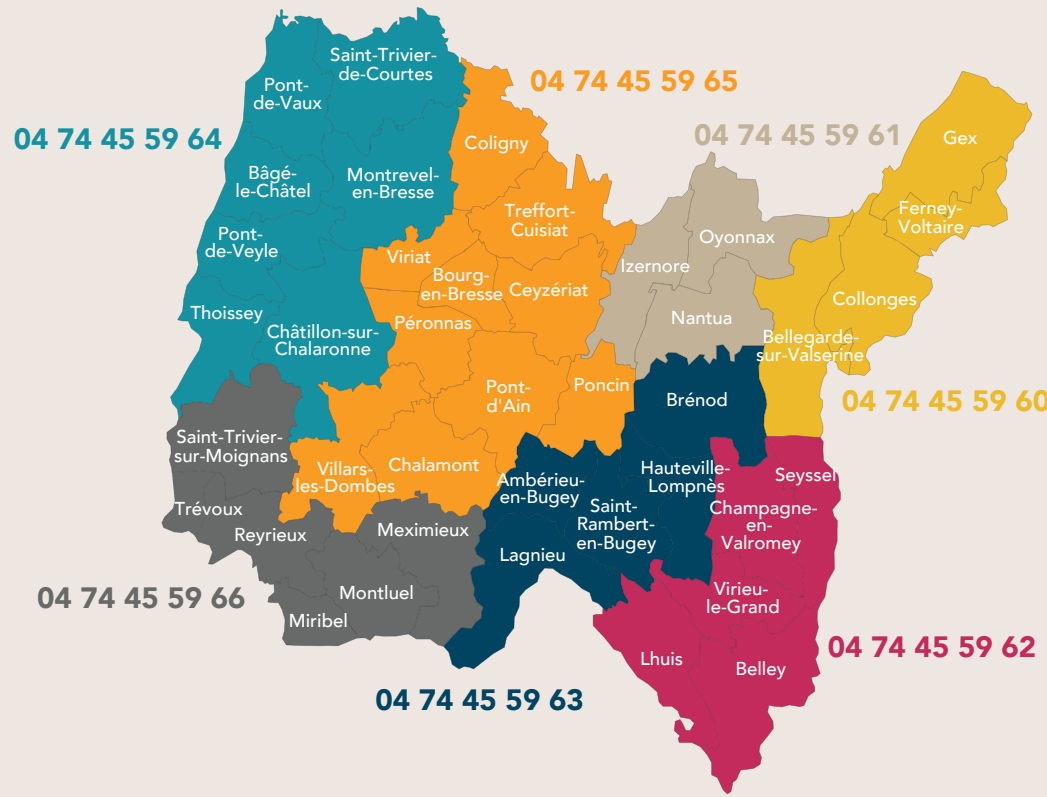 Saint-Trivier-
de-Courtes
04 74 45 59 65
Pont-
de-Vaux
04 74 45 59 64
04 74 45 59 61
Gex
Coligny
Bâgé-
le-Châtel
Montrevel-
en-Bresse
Treffort-
Cuisiat
Ferney-
Voltaire
Pont-
de-Veyle
Oyonnax
Viriat
Izernore
Bourg-
en-Bresse
Ceyzériat
Collonges
Thoissey
Péronnas
Nantua
Châtillon-sur-
Chalaronne
Bellegarde-
sur-Valserine
Pont-
d'Ain
Poncin
Brénod
04 74 45 59 60
Saint-Trivier-
sur-Moignans
Villars-
les-Dombes
Chalamont
Ambérieu-
en-Bugey
Hauteville-
Lompnès
Seyssel
Trévoux
Reyrieux
Meximieux
Saint-
Rambert-
en-Bugey
Champagne-
en-
Valromey
Lagnieu
04 74 45 59 66
Montluel
Miribel
Virieu-
le-Grand
Lhuis
Belley
04 74 45 59 62
04 74 45 59 63